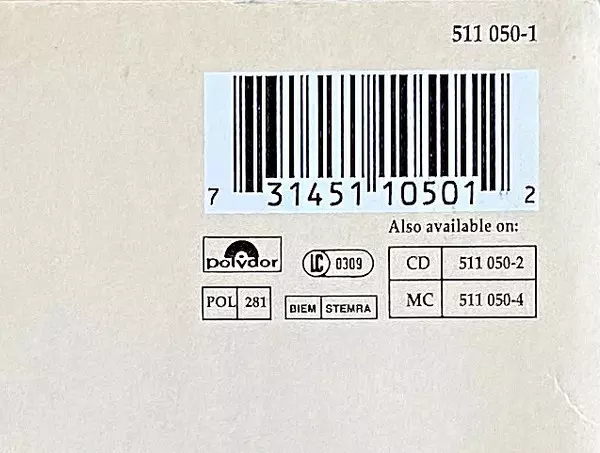 511 050-1
7 31451 10501 2
Also available on:
polydor
LC 0309
CD 511 050-2
POL 281
BIEM STEMRA
MC 511 050-4